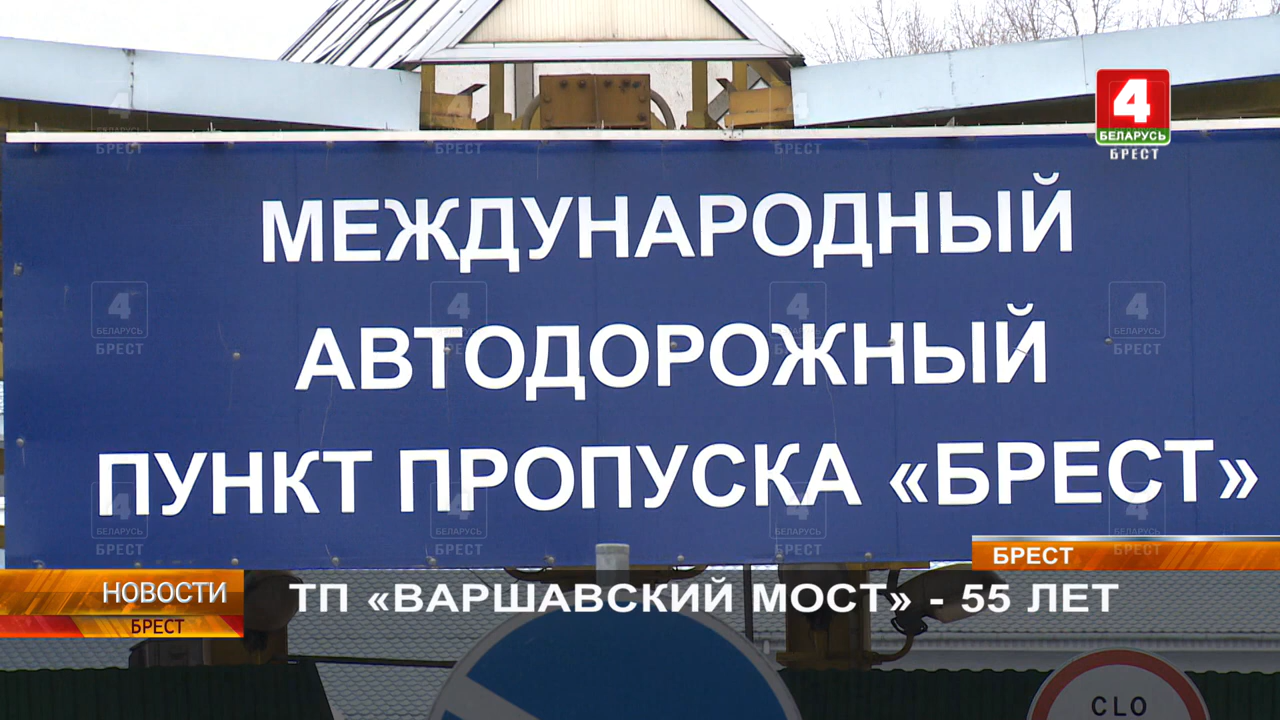 4
БЕЛАРУСЬ
БРЕСТ
МЕЖДУНАРОДНЫЙ
АВТОДОРОЖНЫЙ
ПУНКТ ПРОПУСКА «БРЕСТ»
БРЕСТ
НОВОСТИ
БРЕСТ
ТП «ВАРШАВСКИЙ МОСТ» - 55 ЛЕТ
CLO